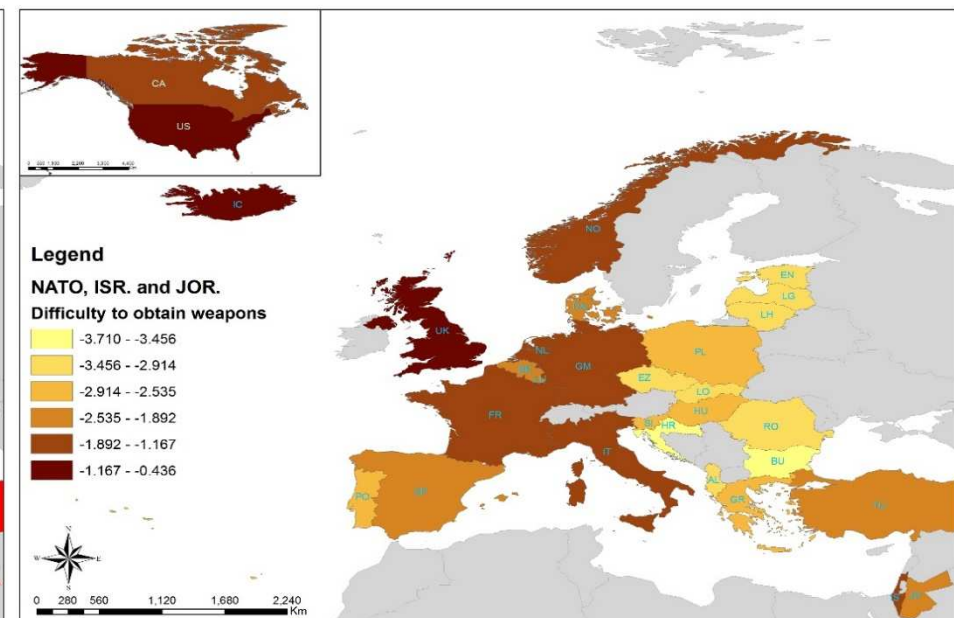 CA
US
IC
Legend
NATO, ISR. and JOR.
Difficulty to obtain weapons
-3.710 - -3.456
-3.456 - -2.914
-2.914 - -2.535
-2.535 - -1.892
-1.892 - -1.167
-1.167 - -0.436
N
W E
S
0 280 560 1,120 1,680 2,240
Km
NO
EN
LG
LH
UK
NL
GM
PL
EZ
LO
FR
HU
SI
HR
RO
IT
BU
PO
SP
AL
GR
TU